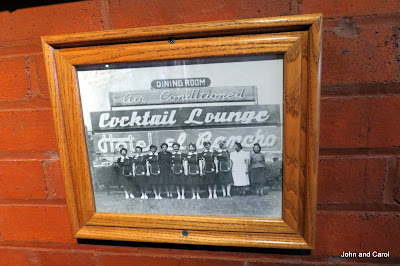 DINING ROOM
Air Conditioned
Cocktail Lounge
Hotel El Rancho
John and Carol